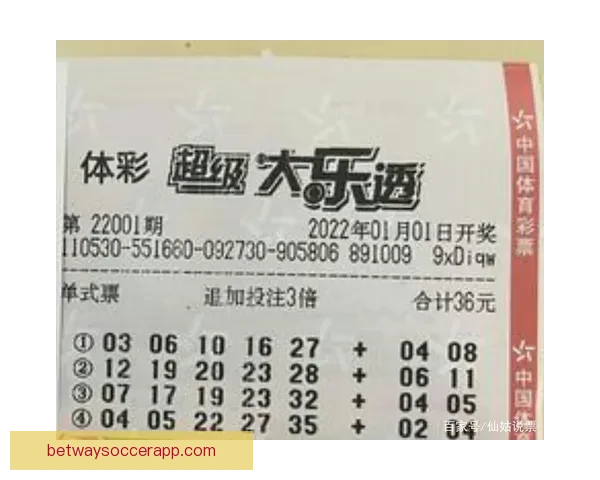 体彩 超级大乐透
第 22001期 2022年01月01日开奖
110530-551660-092730-905806 891009 9xDiqw
单式票 追加投注3倍 合计36元
① 03 06 10 16 27 + 04 08
② 12 19 20 23 28 + 06 11
③ 07 17 19 23 32 + 04 05
④ 04 05 22 27 35 + 02 04
中国体育彩票
中国体育
百家号/仙姑说票
betwaysoccerapp.com